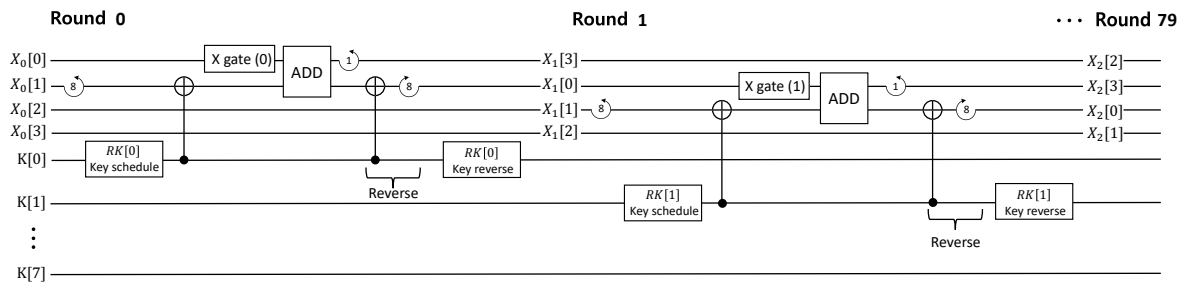 Round 0
Round 1
··· Round 79
X₀[0]
X gate (0)
ADD
1
X₁[3]
X₂[2]
X₀[1]
8
8
X₁[0]
X gate (1)
ADD
1
X₂[3]
X₀[2]
X₁[1]
8
8
X₂[0]
X₀[3]
X₁[2]
X₂[1]
K[0]
RK[0]
Key schedule
RK[0]
Key reverse
Reverse
K[1]
RK[1]
Key schedule
RK[1]
Key reverse
Reverse
⋮
K[7]